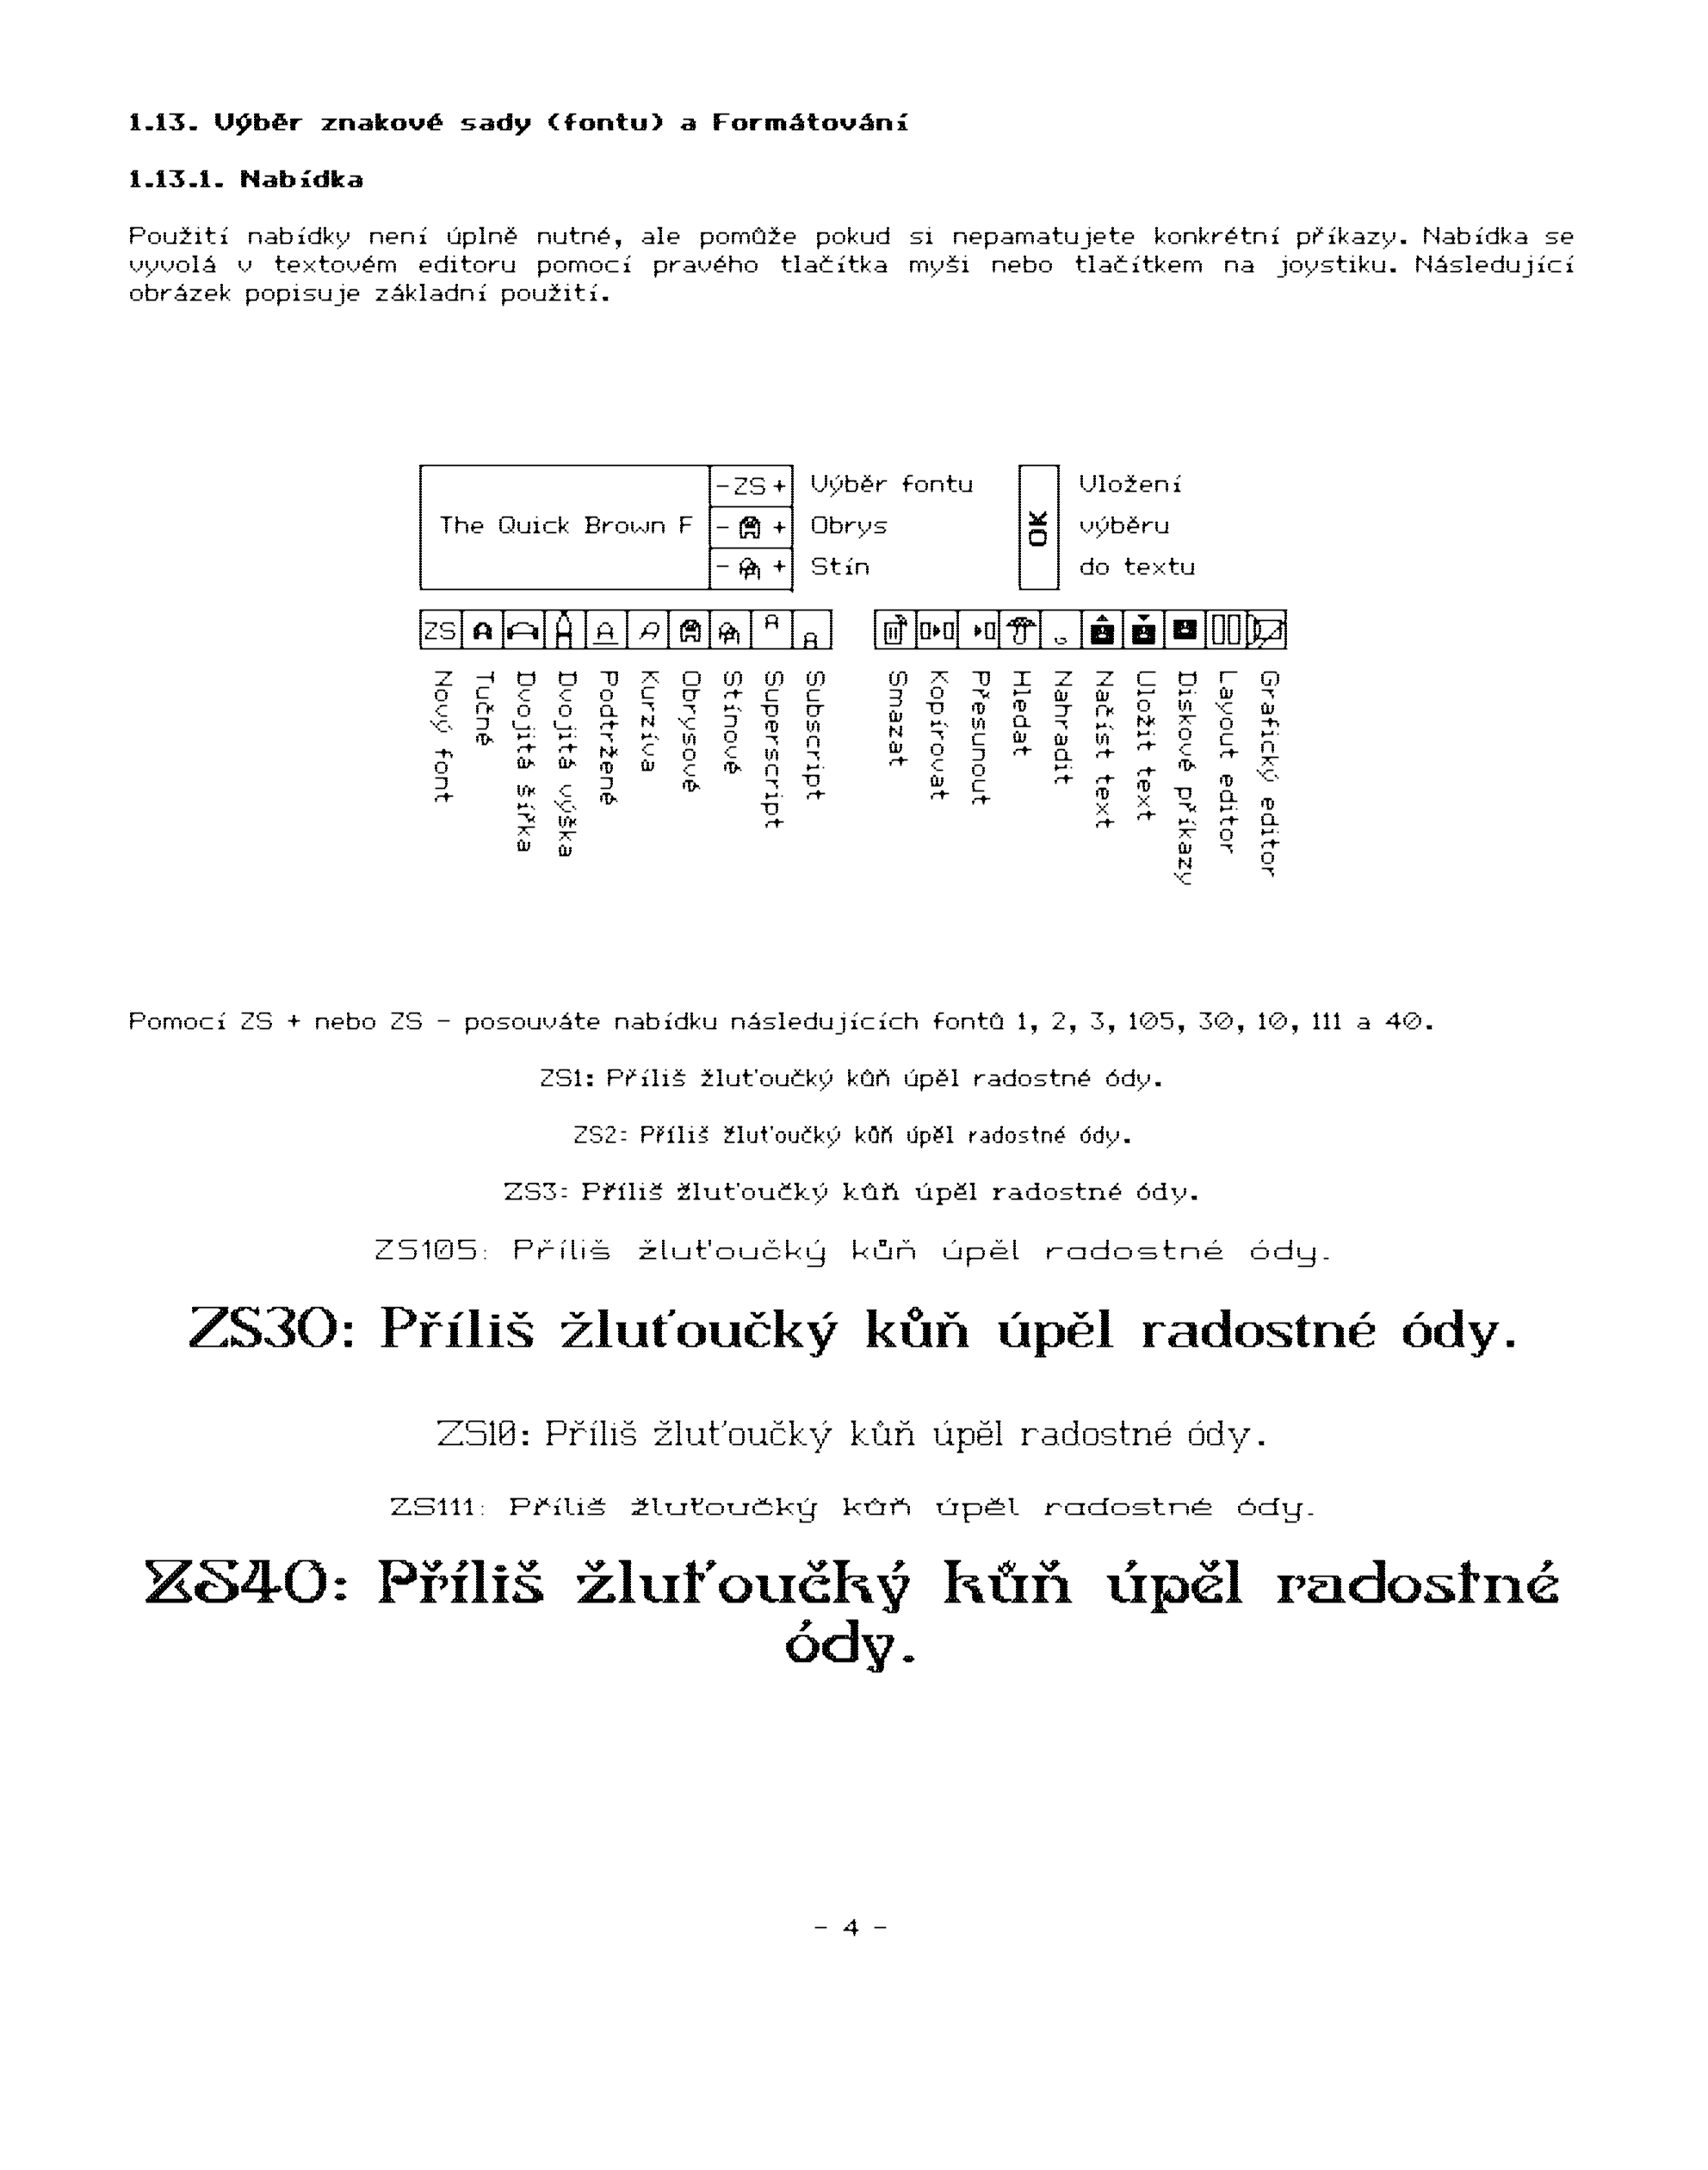 1.13. Výběr znakové sady (fontu) a Formátování
1.13.1. Nabídka
Použití nabídky není úplně nutné, ale pomůže pokud si nepamatujete konkrétní příkazy. Nabídka se
vyvolá v textovém editoru pomocí pravého tlačítka myši nebo tlačítkem na joystiku. Následující
obrázek popisuje základní použití.
The Quick Brown F
-ZS+ Výběr fontu
- A + Obrys
- A + Stín
OK
Vložení
výběru
do textu
ZS A A A A A A A A A
Nový font
Tučné
Dvojitá šířka
Dvojitá výška
Podtržené
Kurzíva
Obrysové
Stínové
Superscript
Subscript
Smazat
Kopírovat
Přesunout
Hledat
Nahradit
Načíst text
Uložit text
Diskové příkazy
Layout editor
Grafický editor
Pomocí ZS + nebo ZS - posouváte nabídku následujících fontů 1, 2, 3, 105, 30, 10, 111 a 40.
ZS1: Příliš žluťoučký kůň úpěl radostné ódy.
ZS2: Příliš žluťoučký kůň úpěl radostné ódy.
ZS3: Příliš žluťoučký kůň úpěl radostné ódy.
ZS105: Příliš žluťoučký kůň úpěl radostné ódy.
ZS30: Příliš žluťoučký kůň úpěl radostné ódy.
ZS10: Příliš žluťoučký kůň úpěl radostné ódy.
ZS111: Příliš žluťoučký kůň úpěl radostné ódy.
ZS40: Příliš žluťoučký kůň úpěl radostné
ódy.
- 4 -